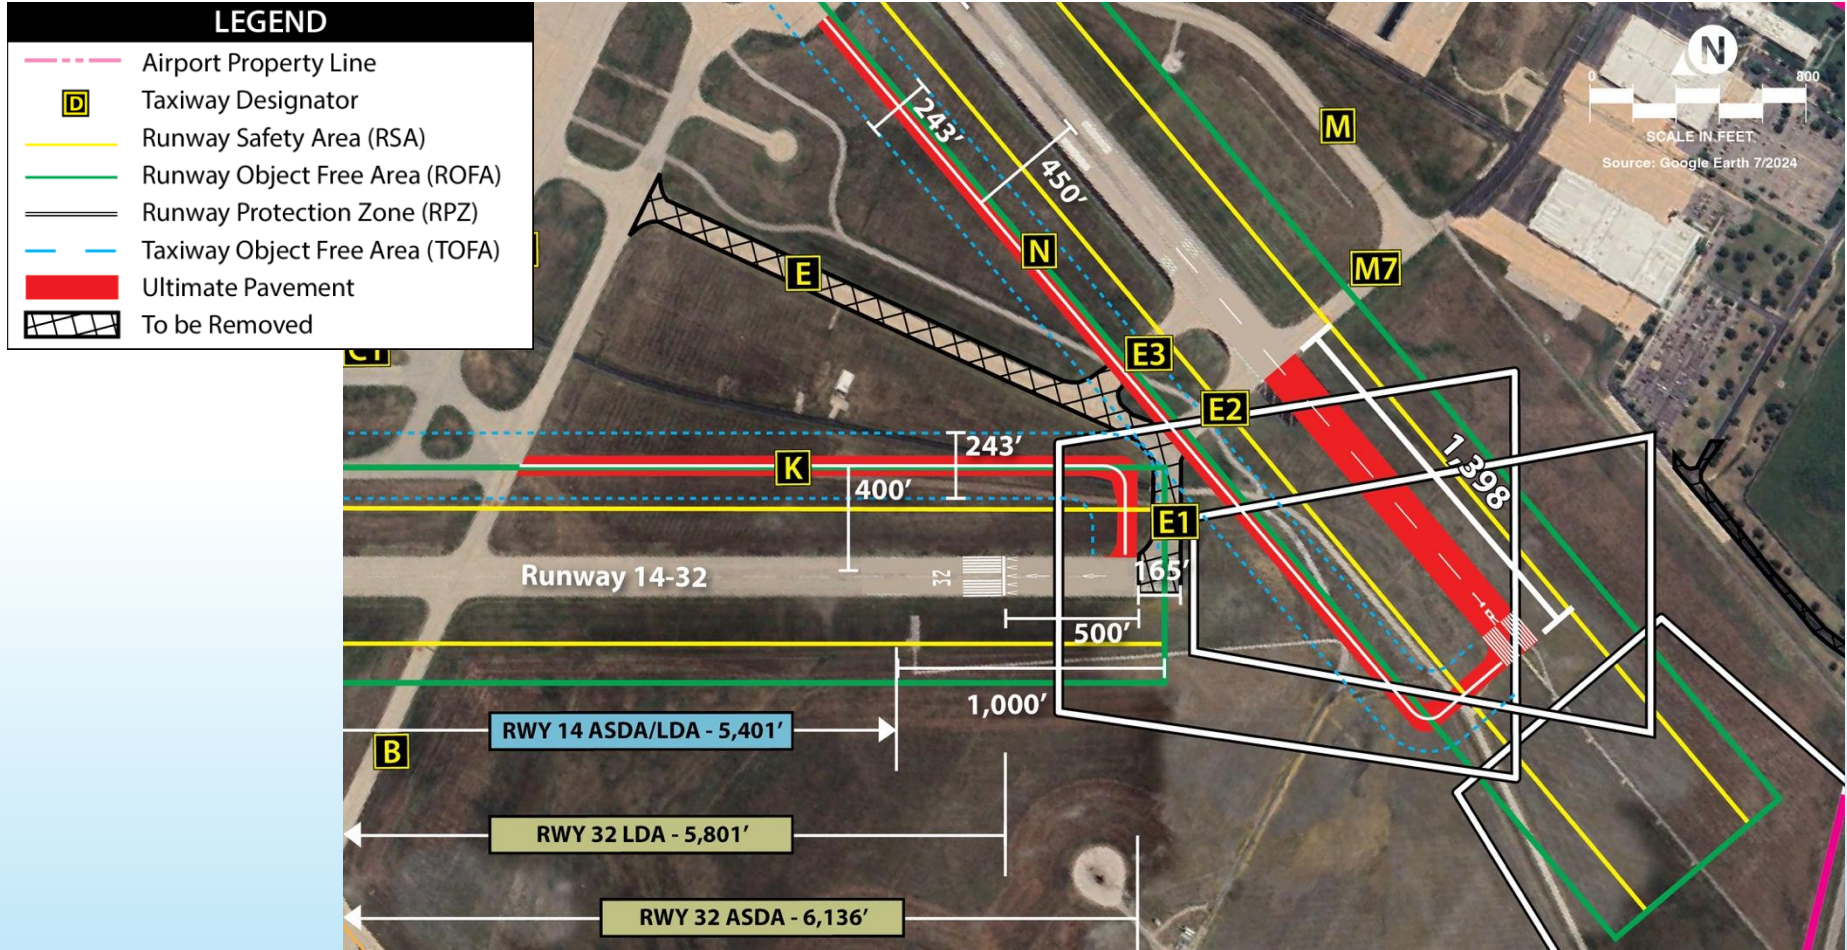 LEGEND
Airport Property Line
D
Taxiway Designator
Runway Safety Area (RSA)
Runway Object Free Area (ROFA)
Runway Protection Zone (RPZ)
Taxiway Object Free Area (TOFA)
Ultimate Pavement
To be Removed
N
0 800
SCALE IN FEET
Source: Google Earth 7/2024
M
243'
450'
N
M7
E
C1
E3
E2
243'
K
400'
1,398
E1
Runway 14-32
32
165'
500'
1,000'
RWY 14 ASDA/LDA - 5,401'
B
RWY 32 LDA - 5,801'
RWY 32 ASDA - 6,136'